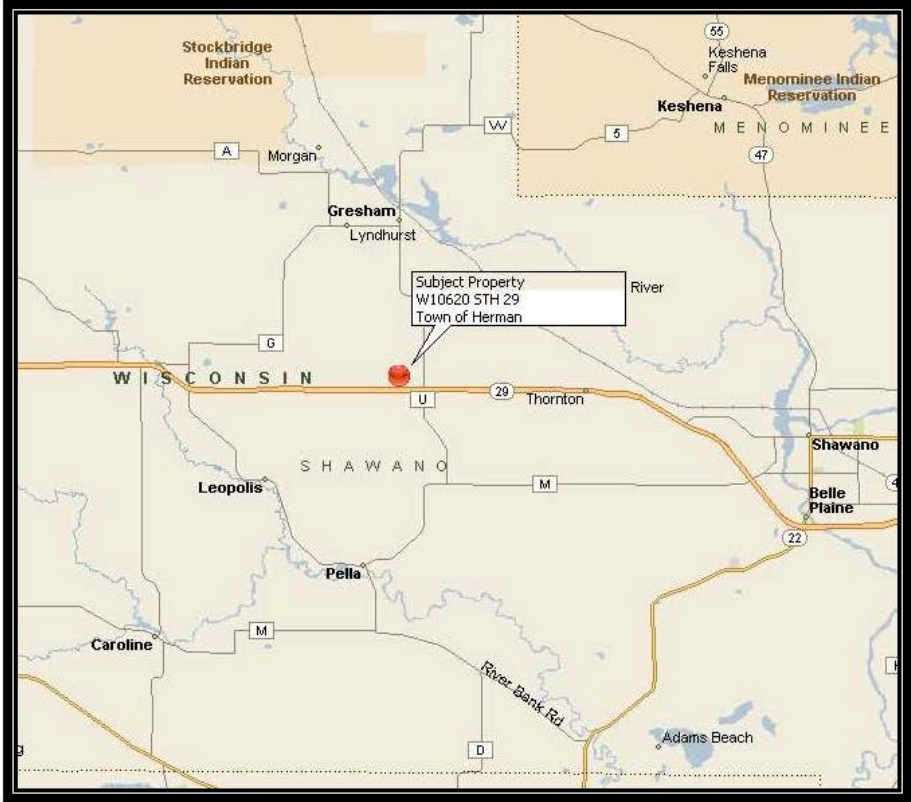 Stockbridge
Indian
Reservation
55
Keshena
Falls
Menominee Indian
Reservation
Keshena
MENOMINEE
W
5
A
Morgan
47
Gresham
Lyndhurst
Subject Property
W10620 STH 29
Town of Herman
River
G
WISCONSIN
29
U
Thornton
SHAWANO
Shawano
Leopolis
M
4
Belle
Plaine
22
Pella
M
Caroline
River Bank Rd
D
Adams Beach